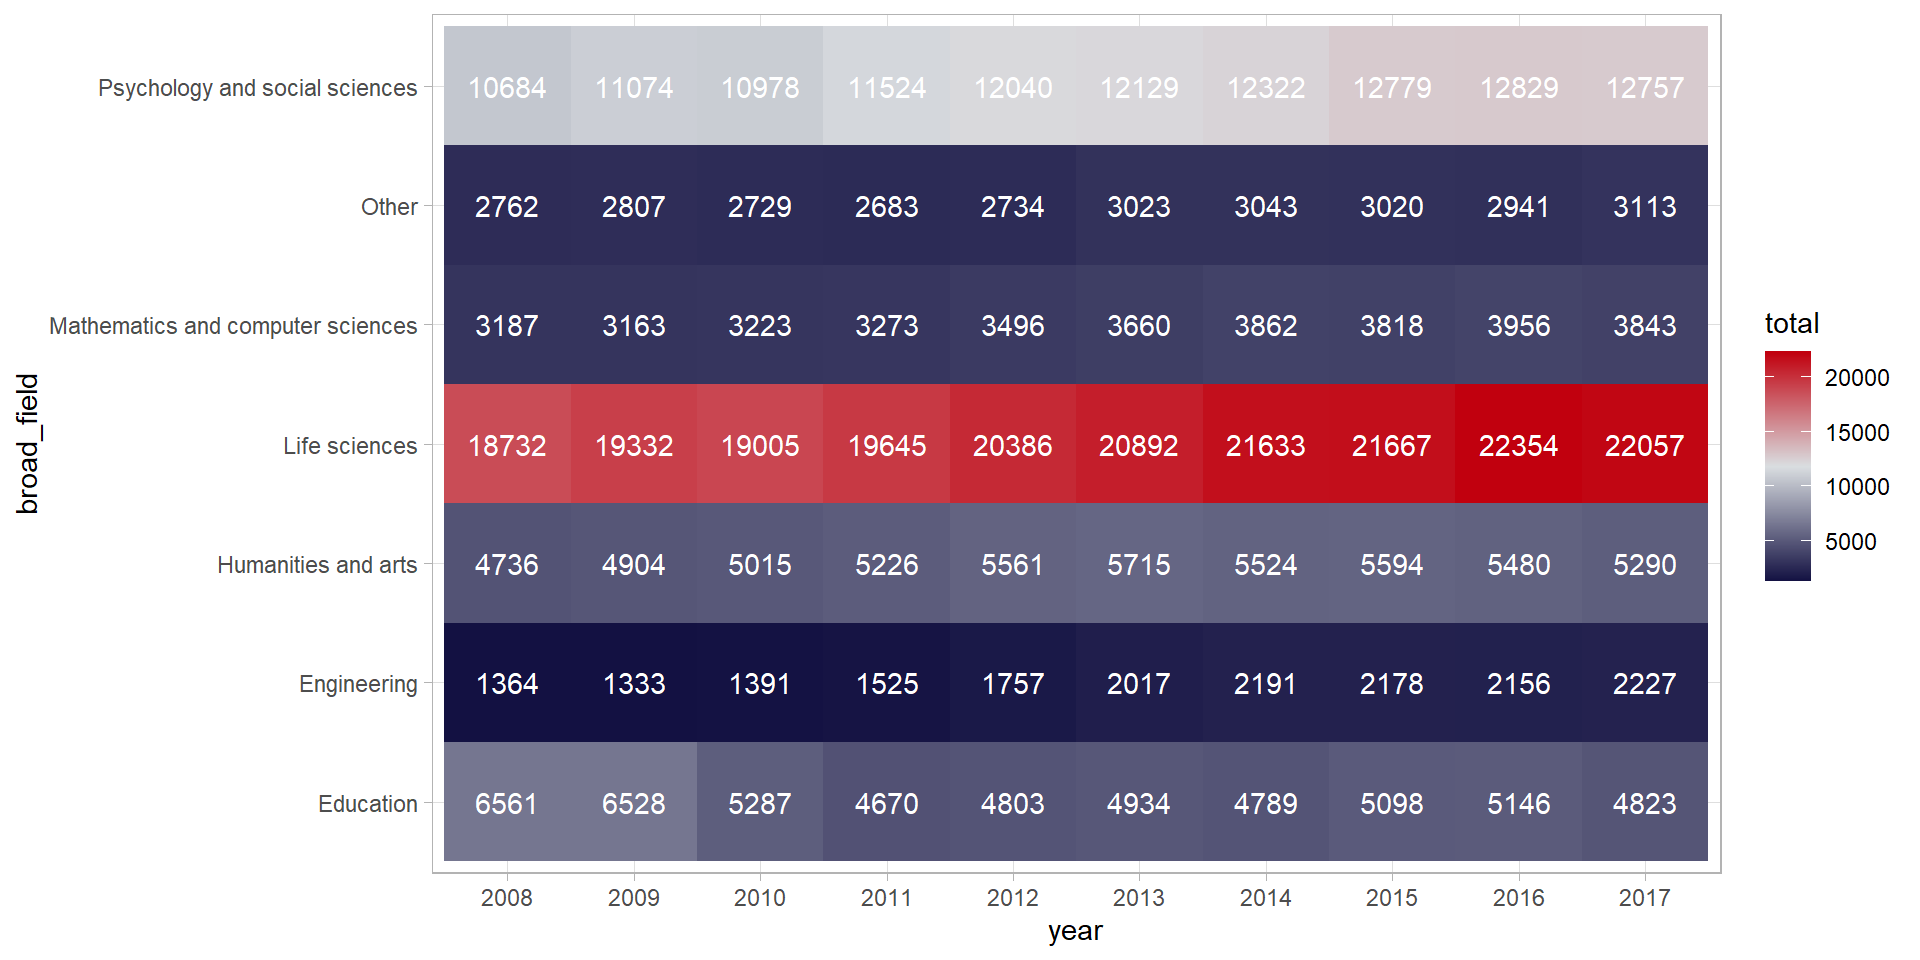 Psychology and social sciences 10684 11074 10978 11524 12040 12129 12322 12779 12829 12757
Other 2762 2807 2729 2683 2734 3023 3043 3020 2941 3113
Mathematics and computer sciences 3187 3163 3223 3273 3496 3660 3862 3818 3956 3843
Life sciences 18732 19332 19005 19645 20386 20892 21633 21667 22354 22057
Humanities and arts 4736 4904 5015 5226 5561 5715 5524 5594 5480 5290
Engineering 1364 1333 1391 1525 1757 2017 2191 2178 2156 2227
Education 6561 6528 5287 4670 4803 4934 4789 5098 5146 4823
2008 2009 2010 2011 2012 2013 2014 2015 2016 2017
year
broad_field
total
20000
15000
10000
5000